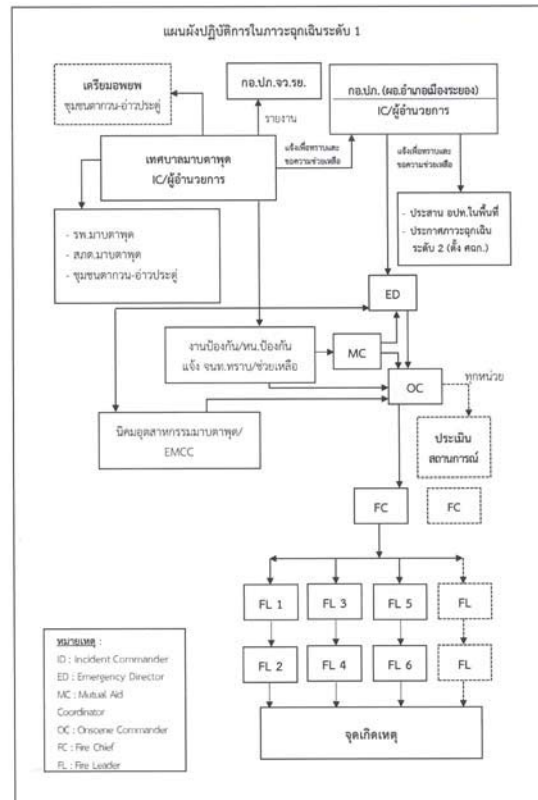 แผนผังปฏิบัติการในภาวะฉุกเฉินระดับ 1
เตรียมอพยพ
ชุมชนตากวน-อ่าวประดู่
กอ.ปภ.จว.รย.
กอ.ปภ. (ผอ.อำเภอเมืองระยอง)
IC/ผู้อำนวยการ
รายงาน
เทศบาลมาบตาพุด
IC/ผู้อำนวยการ
แจ้งเพื่อทราบและ
ขอความช่วยเหลือ
แจ้งเพื่อทราบและ
ขอความช่วยเหลือ
- รพ.มาบตาพุด
- สภต.มาบตาพุด
- ชุมชนตากวน-อ่าวประดู่
- ประสาน อปท.ในพื้นที่
- ประกาศภาวะฉุกเฉิน
ระดับ 2 (ตั้ง ศฉก.)
ED
งานป้องกัน/หน.ป้องกัน
แจ้ง จนท.ทราบ/ช่วยเหลือ
MC
OC
ทุกหน่วย
นิคมอุตสาหกรรมมาบตาพุด/
EMCC
ประเมิน
สถานการณ์
FC
FC
FL 1
FL 3
FL 5
FL
FL 2
FL 4
FL 6
FL
จุดเกิดเหตุ
หมายเหตุ :
ID : Incident Commander
ED : Emergency Director
MC : Mutual Aid
Coordinator
OC : Onscene Commander
FC : Fire Chief
FL : Fire Leader